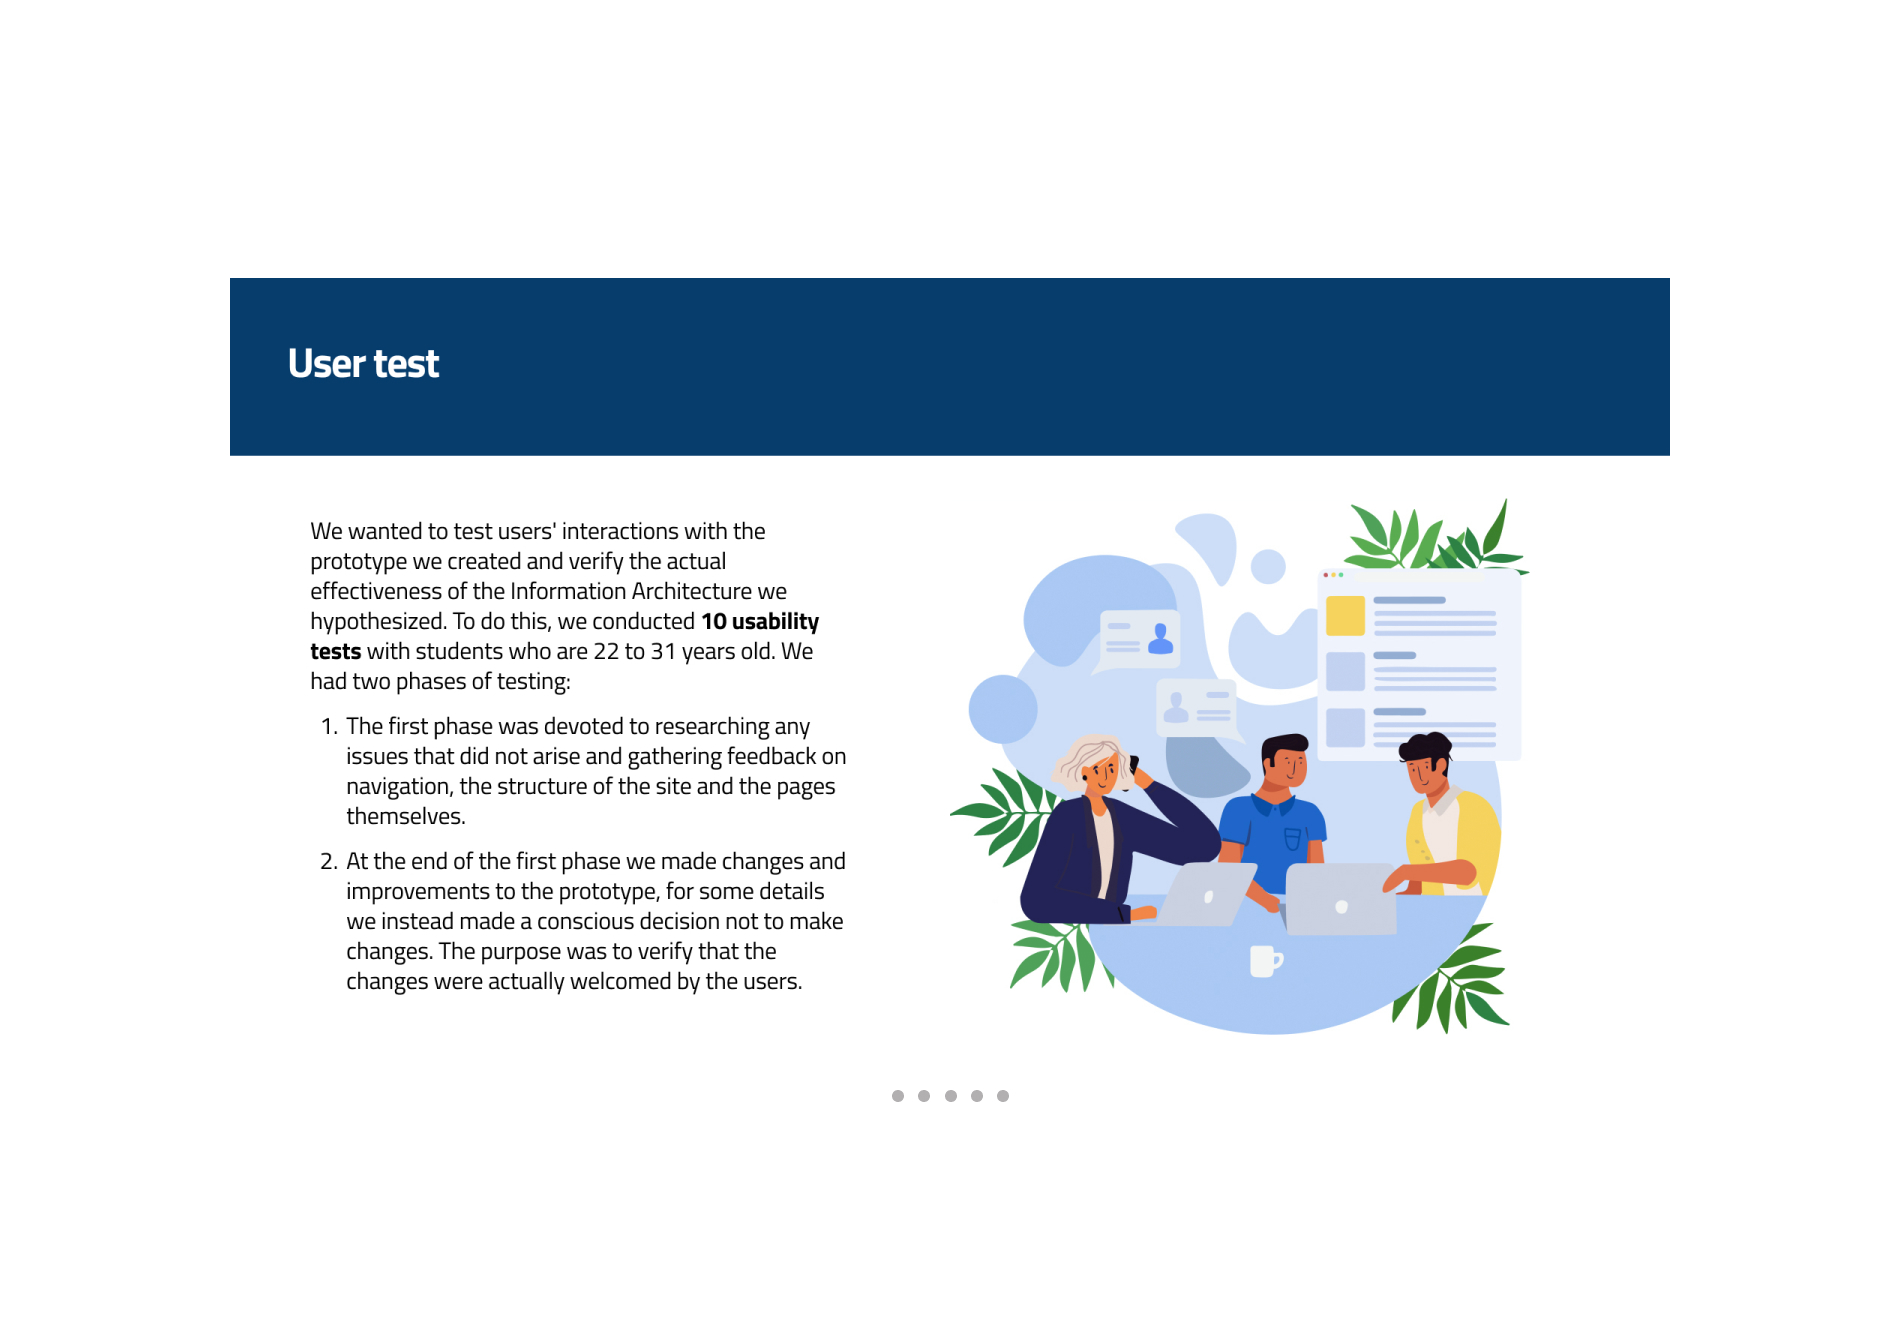 User test
We wanted to test users' interactions with the
prototype we created and verify the actual
effectiveness of the Information Architecture we
hypothesized. To do this, we conducted 10 usability
tests with students who are 22 to 31 years old. We
had two phases of testing:
1. The first phase was devoted to researching any
issues that did not arise and gathering feedback on
navigation, the structure of the site and the pages
themselves.
2. At the end of the first phase we made changes and
improvements to the prototype, for some details
we instead made a conscious decision not to make
changes. The purpose was to verify that the
changes were actually welcomed by the users.